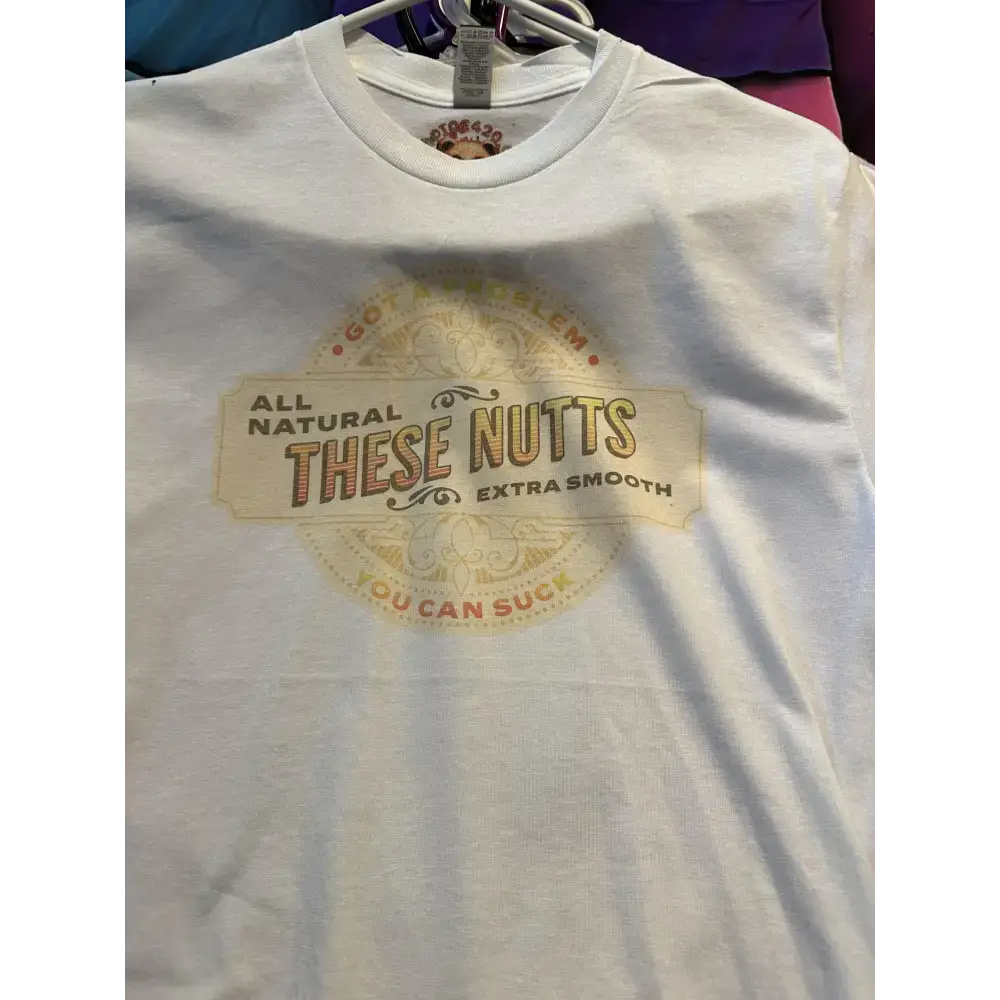 GOT A PROBLEM
ALL
NATURAL
THESE NUTTS
EXTRA SMOOTH
YOU CAN SUCK